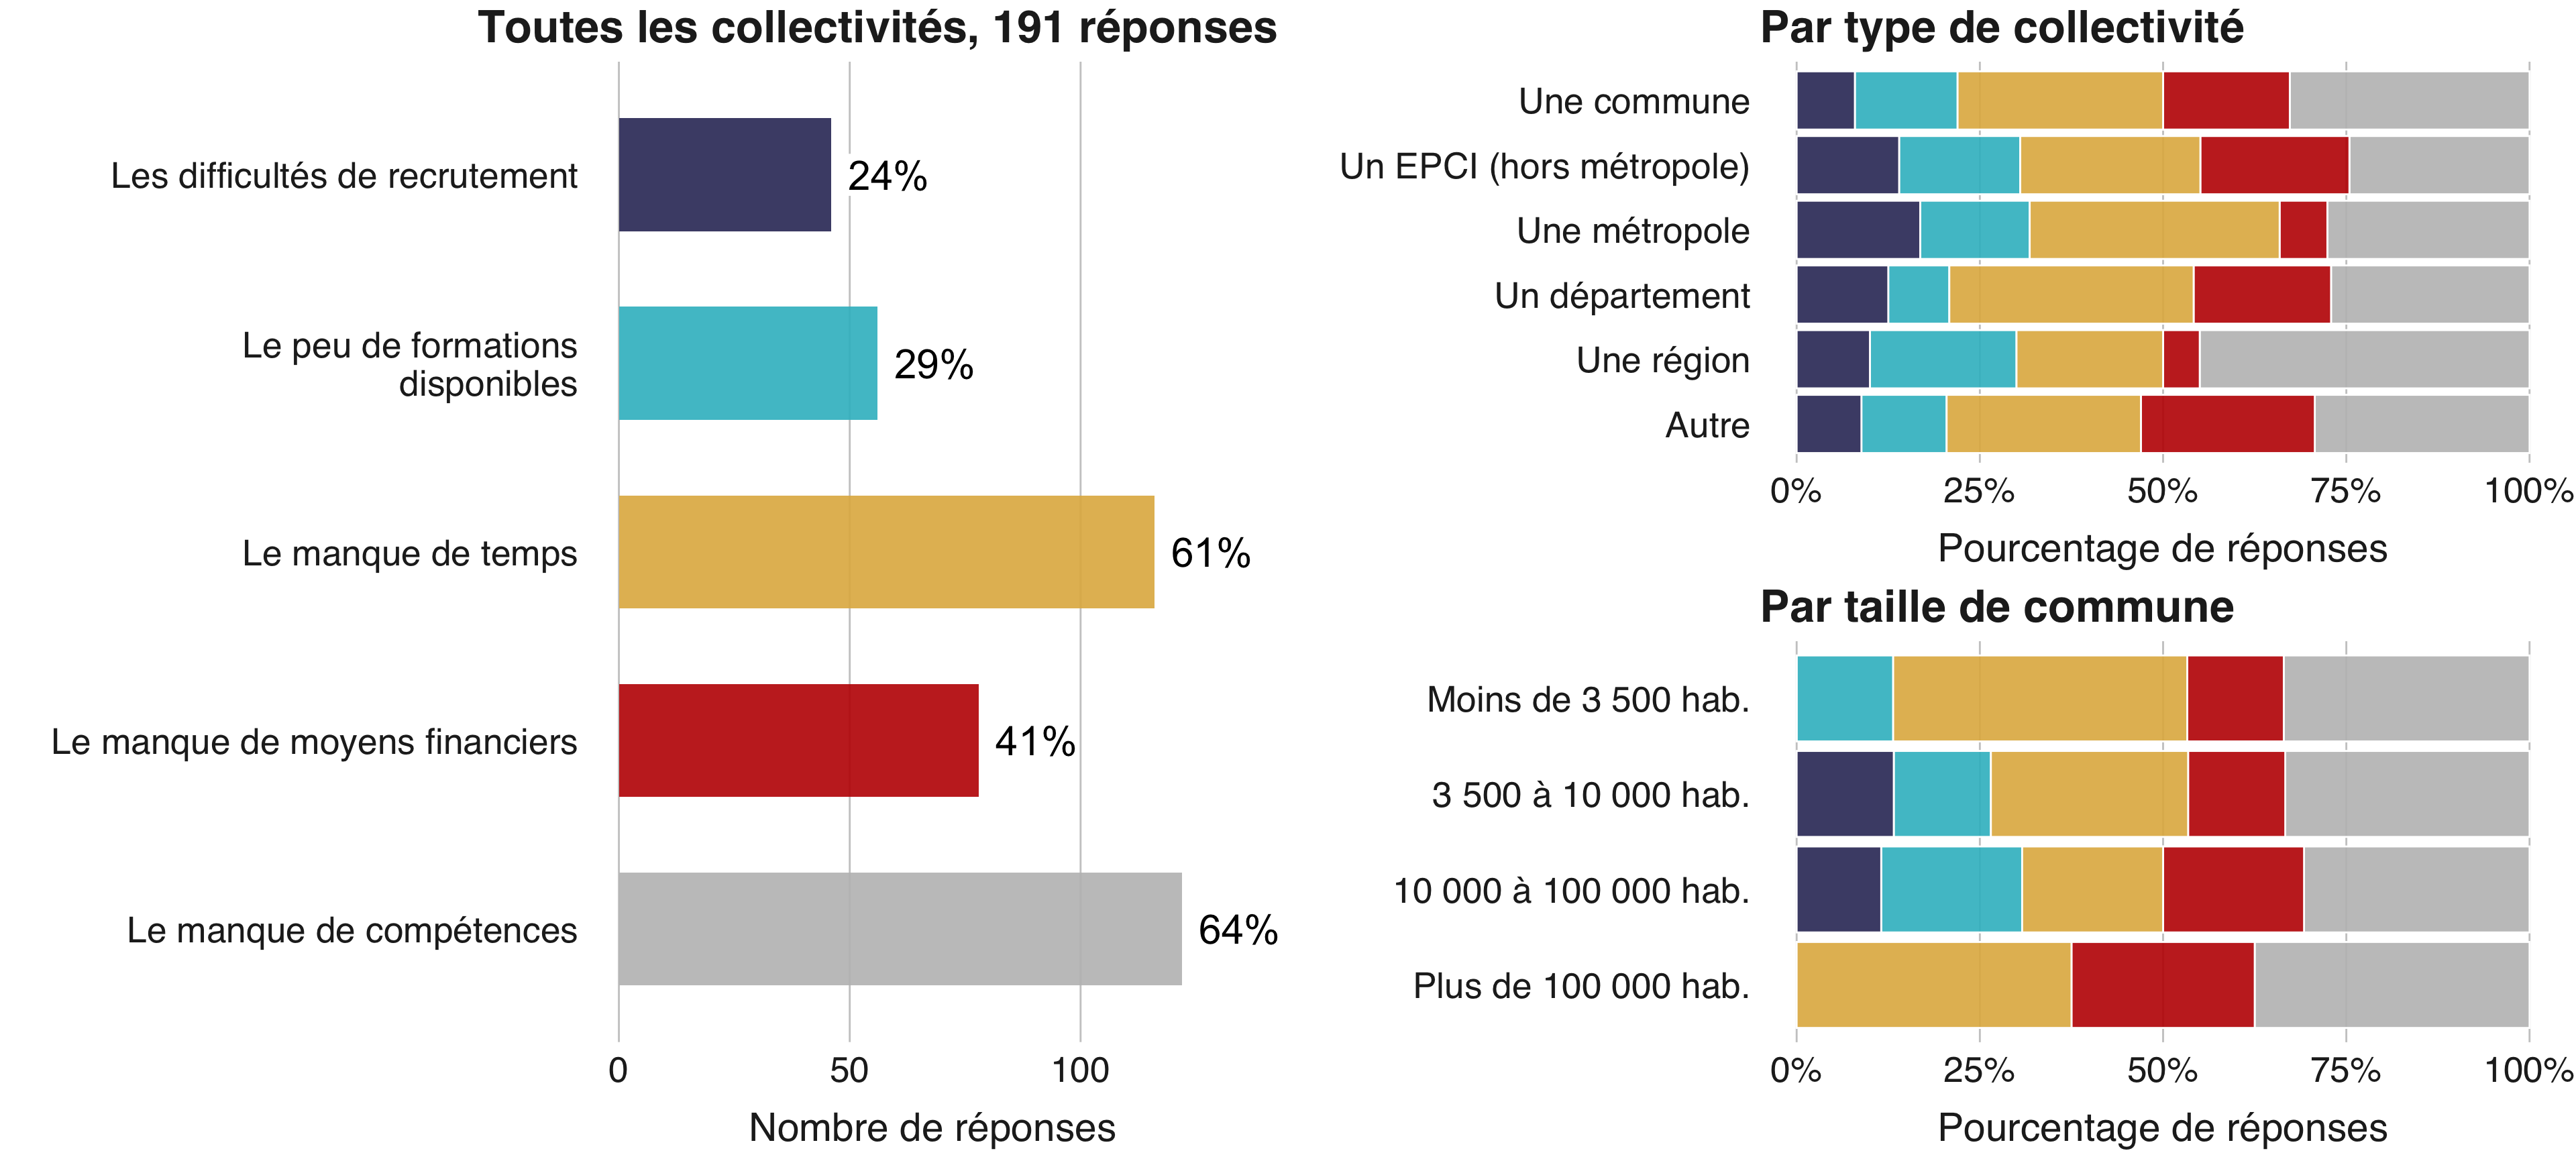 Toutes les collectivités, 191 réponses
Les difficultés de recrutement
24%
Le peu de formations
disponibles
29%
Le manque de temps
61%
Le manque de moyens financiers
41%
Le manque de compétences
64%
0 50 100
Nombre de réponses
Par type de collectivité
Une commune
Un EPCI (hors métropole)
Une métropole
Un département
Une région
Autre
0% 25% 50% 75% 100%
Pourcentage de réponses
Par taille de commune
Moins de 3 500 hab.
3 500 à 10 000 hab.
10 000 à 100 000 hab.
Plus de 100 000 hab.
0% 25% 50% 75% 100%
Pourcentage de réponses